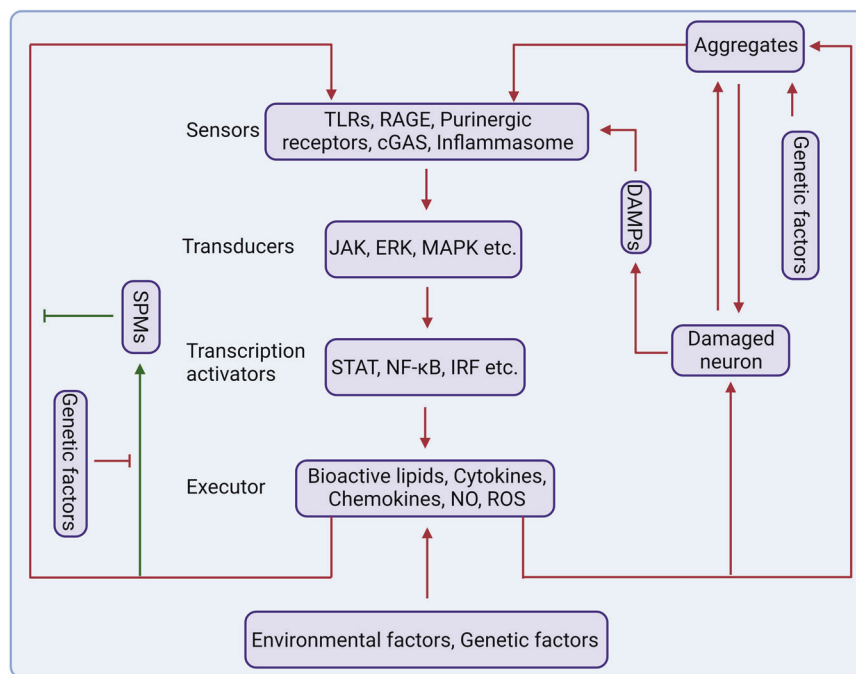 Aggregates
Sensors
TLRs, RAGE, Purinergic
receptors, cGAS, Inflammasome
Genetic factors
DAMPs
Transducers
JAK, ERK, MAPK etc.
SPMs
Damaged
neuron
Transcription
activators
STAT, NF-κB, IRF etc.
Genetic factors
Executor
Bioactive lipids, Cytokines,
Chemokines, NO, ROS
Environmental factors, Genetic factors